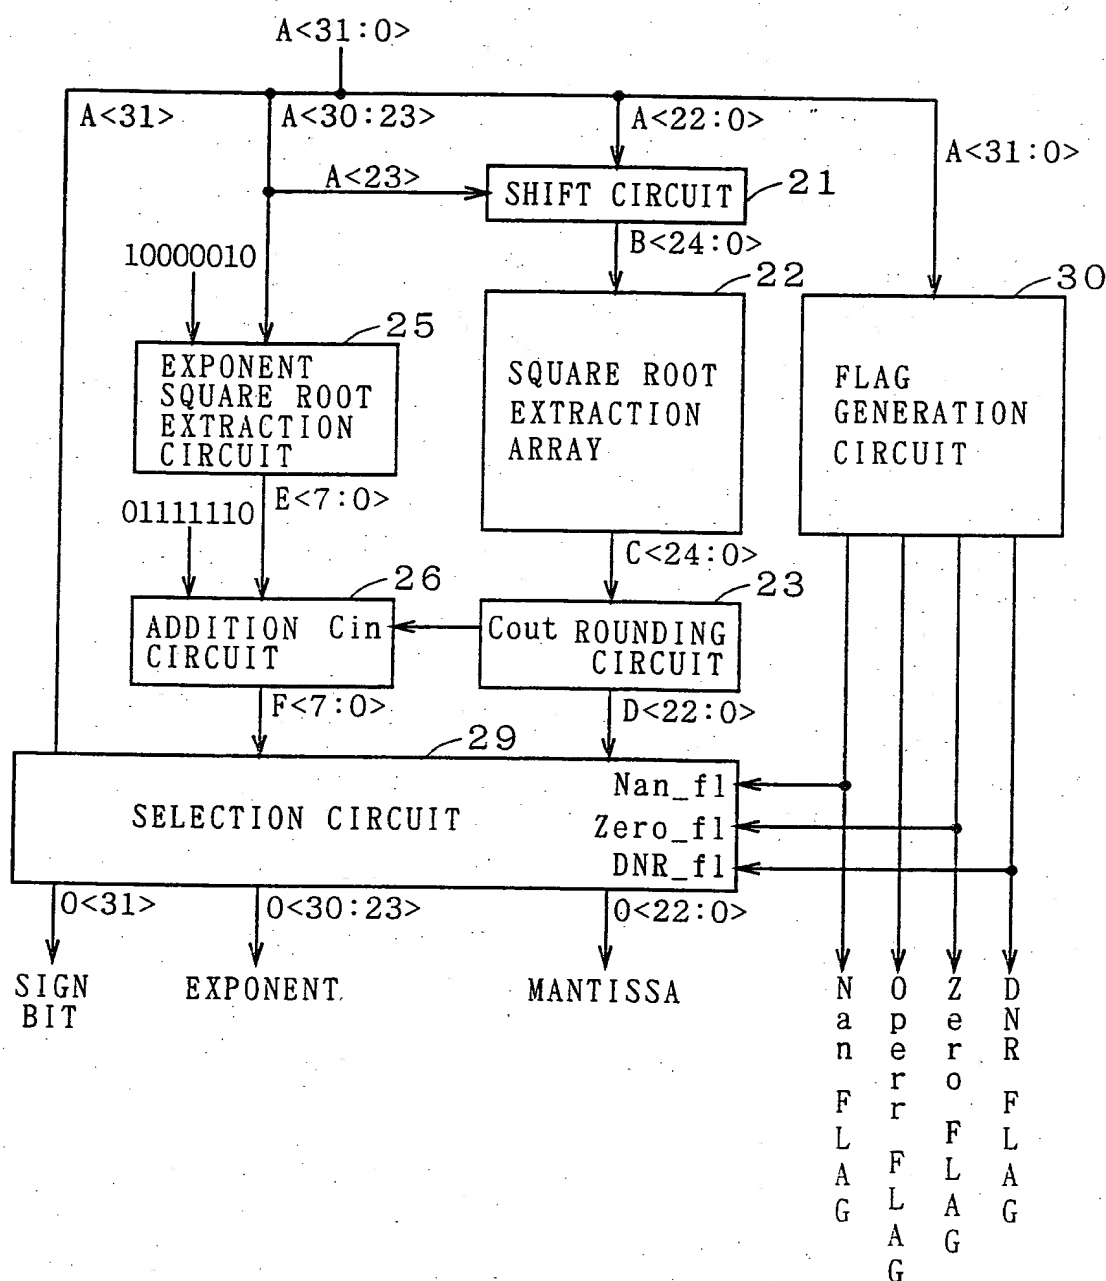 A<31:0>
A<31>
A<30:23>
A<22:0>
A<31:0>
A<23>
SHIFT CIRCUIT
21
B<24:0>
10000010
22
30
25
EXPONENT
SQUARE ROOT
EXTRACTION
CIRCUIT
SQUARE ROOT
EXTRACTION
ARRAY
FLAG
GENERATION
CIRCUIT
01111110
E<7:0>
C<24:0>
26
23
ADDITION
CIRCUIT
Cin
Cout
ROUNDING
CIRCUIT
F<7:0>
D<22:0>
29
SELECTION CIRCUIT
Nan_fl
Zero_fl
DNR_fl
O<31>
O<30:23>
O<22:0>
SIGN
BIT
EXPONENT
MANTISSA
Nan FLAG
Operr FLAG
Zero FLAG
DNR FLAG